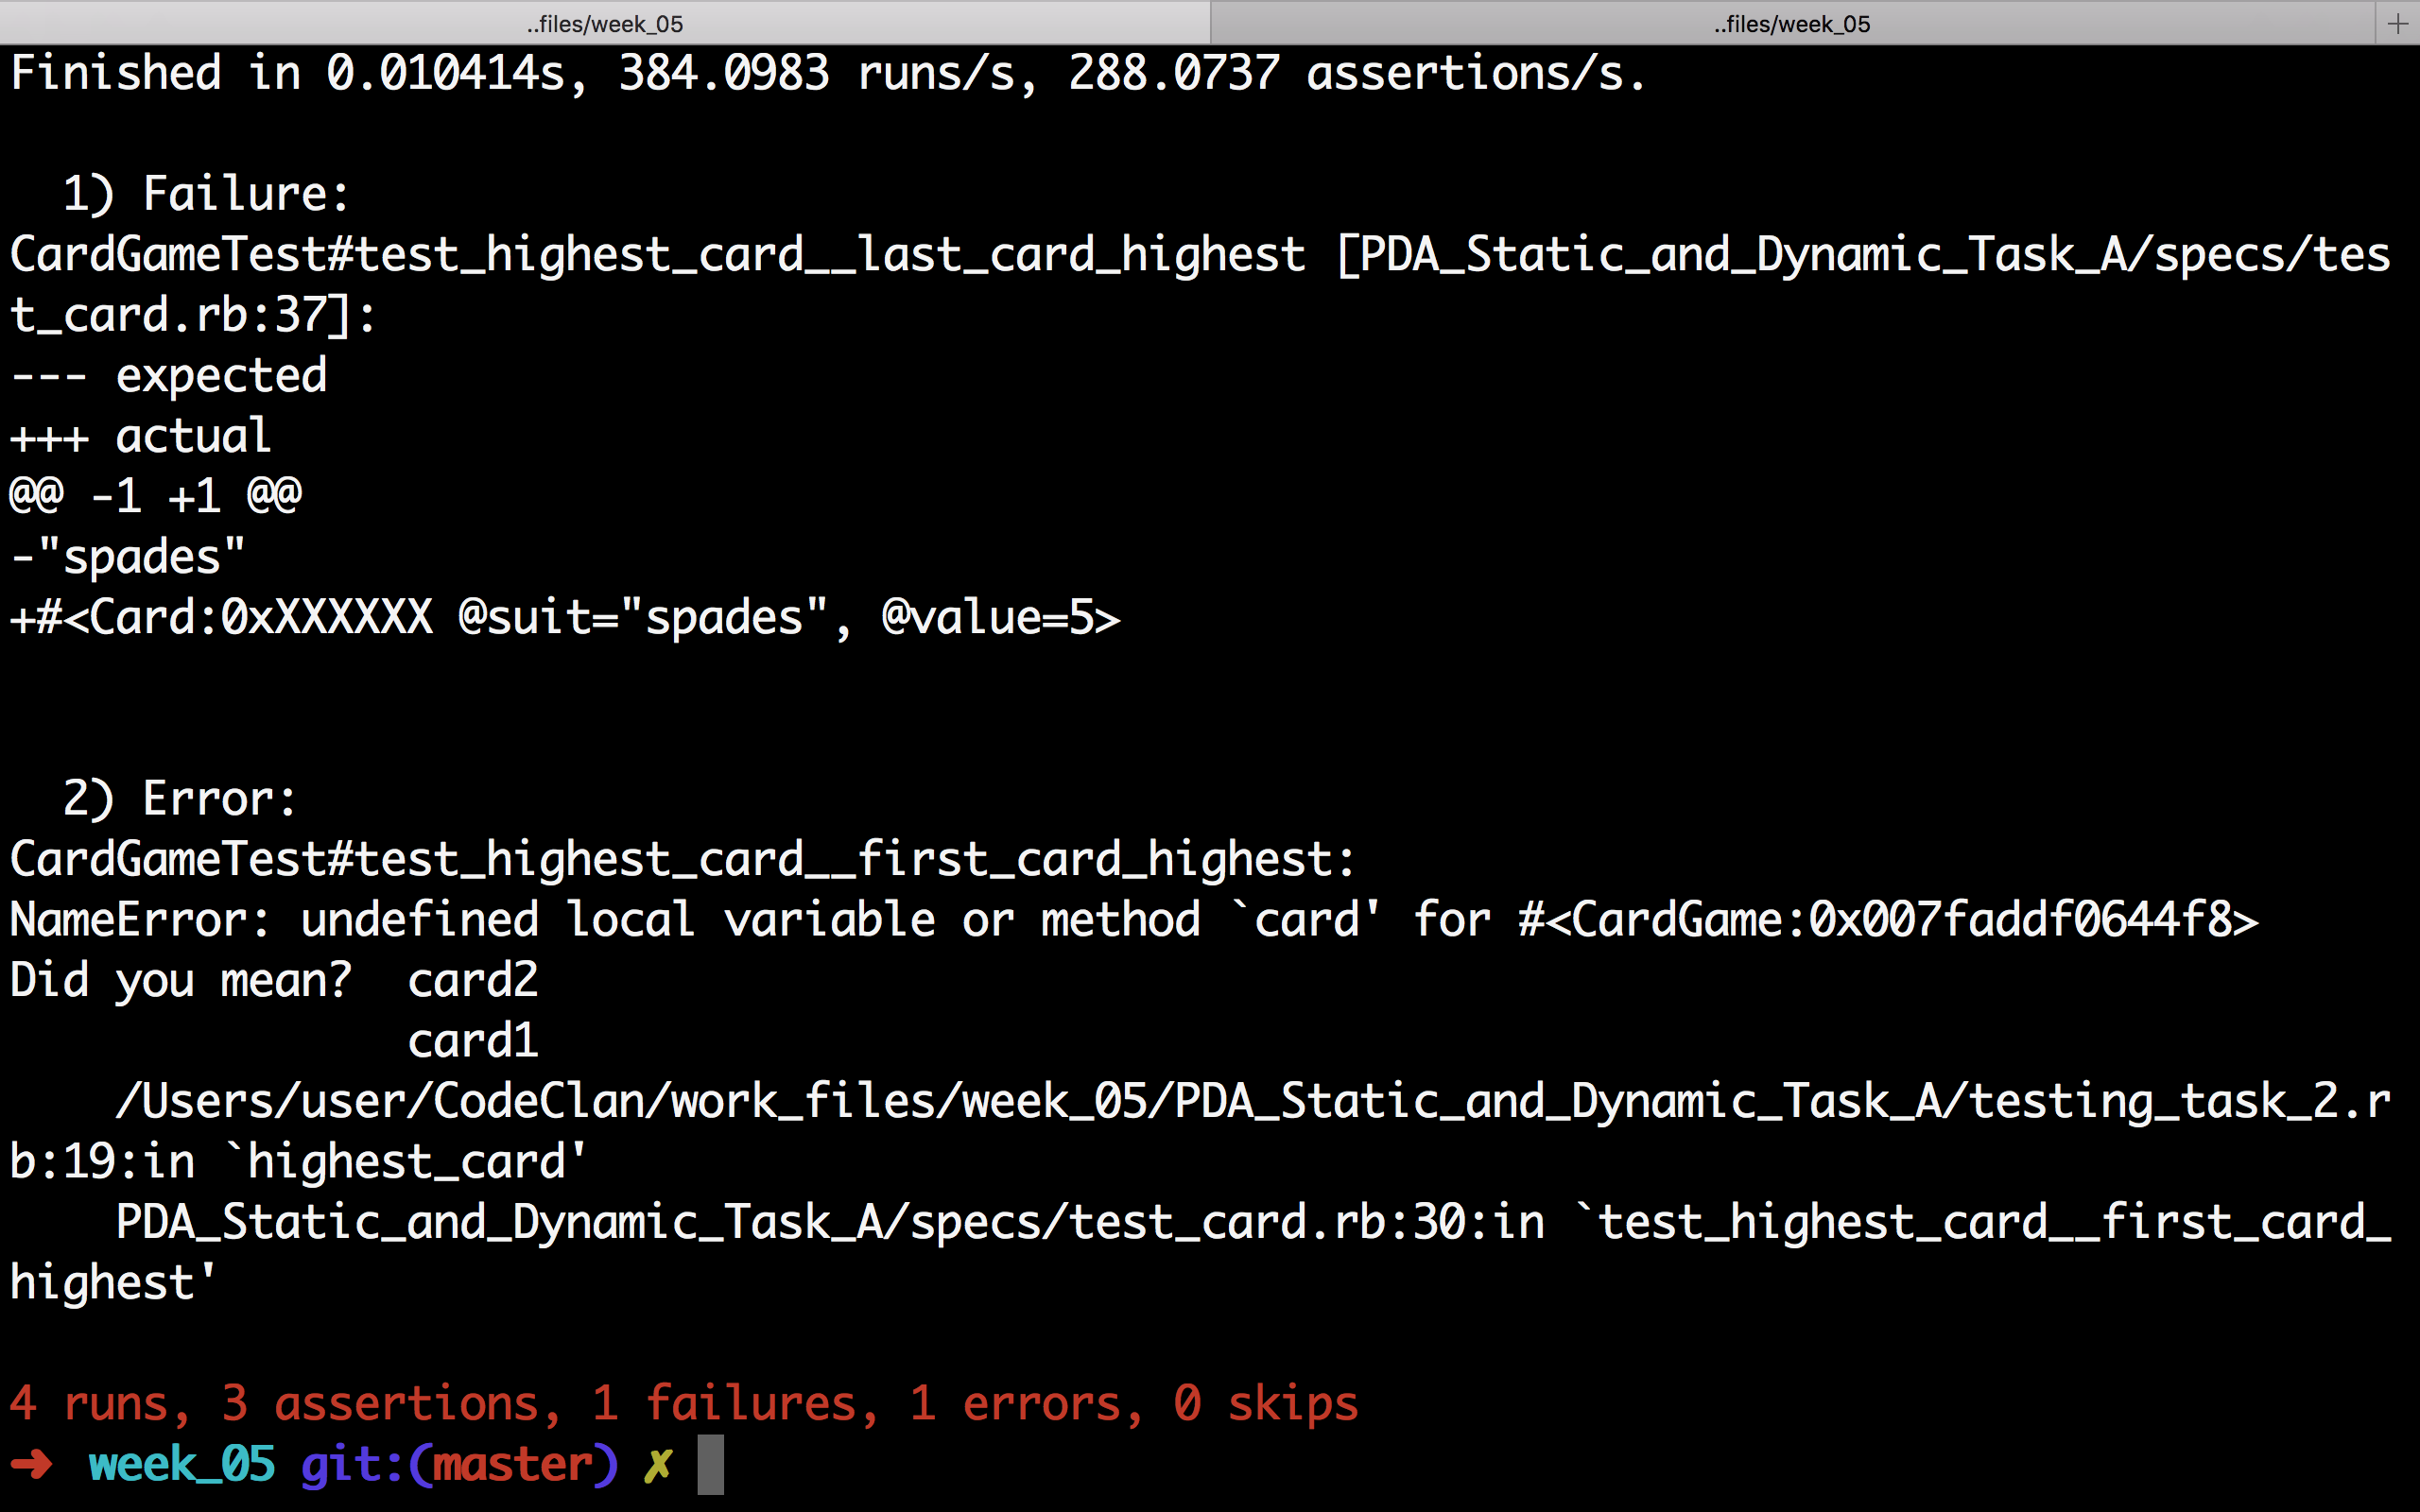 ..files/week_05
..files/week_05
+
Finished in 0.010414s, 384.0983 runs/s, 288.0737 assertions/s.
  1) Failure:
CardGameTest#test_highest_card__last_card_highest [PDA_Static_and_Dynamic_Task_A/specs/tes
t_card.rb:37]:
--- expected
+++ actual
@@ -1 +1 @@
-"spades"
+#<Card:0xXXXXXX @suit="spades", @value=5>
  2) Error:
CardGameTest#test_highest_card__first_card_highest:
NameError: undefined local variable or method `card' for #<CardGame:0x007faddf0644f8>
Did you mean?  card2
               card1
    /Users/user/CodeClan/work_files/week_05/PDA_Static_and_Dynamic_Task_A/testing_task_2.r
b:19:in `highest_card'
    PDA_Static_and_Dynamic_Task_A/specs/test_card.rb:30:in `test_highest_card__first_card_
highest'
4 runs, 3 assertions, 1 failures, 1 errors, 0 skips
➜  week_05 git:(master) ✗